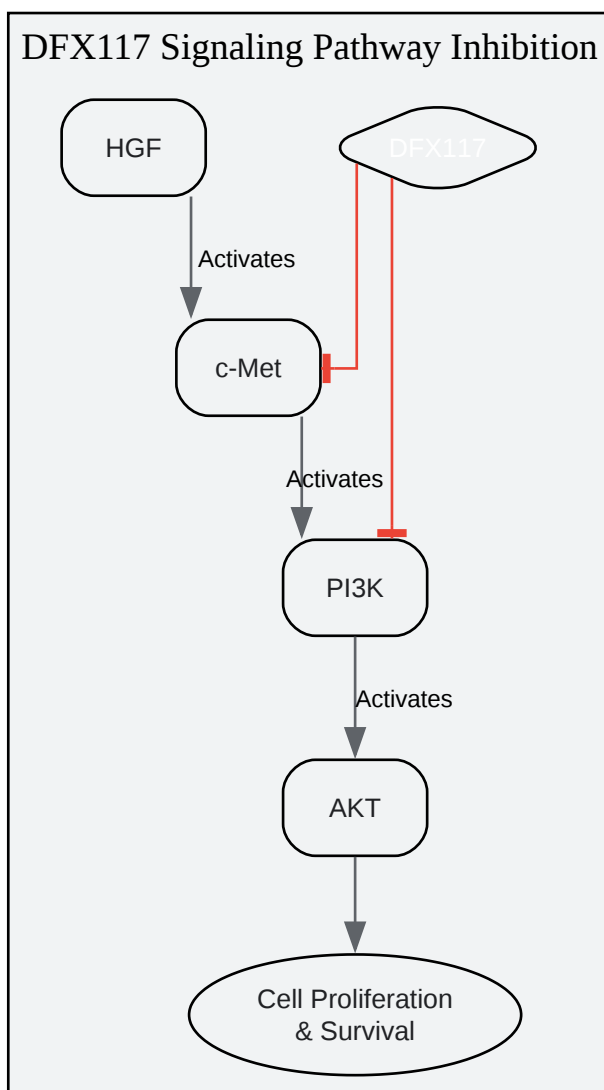 DFX117 Signaling Pathway Inhibition
HGF
DFX117
Activates
c-Met
Activates
PI3K
Activates
AKT
Cell Proliferation
& Survival